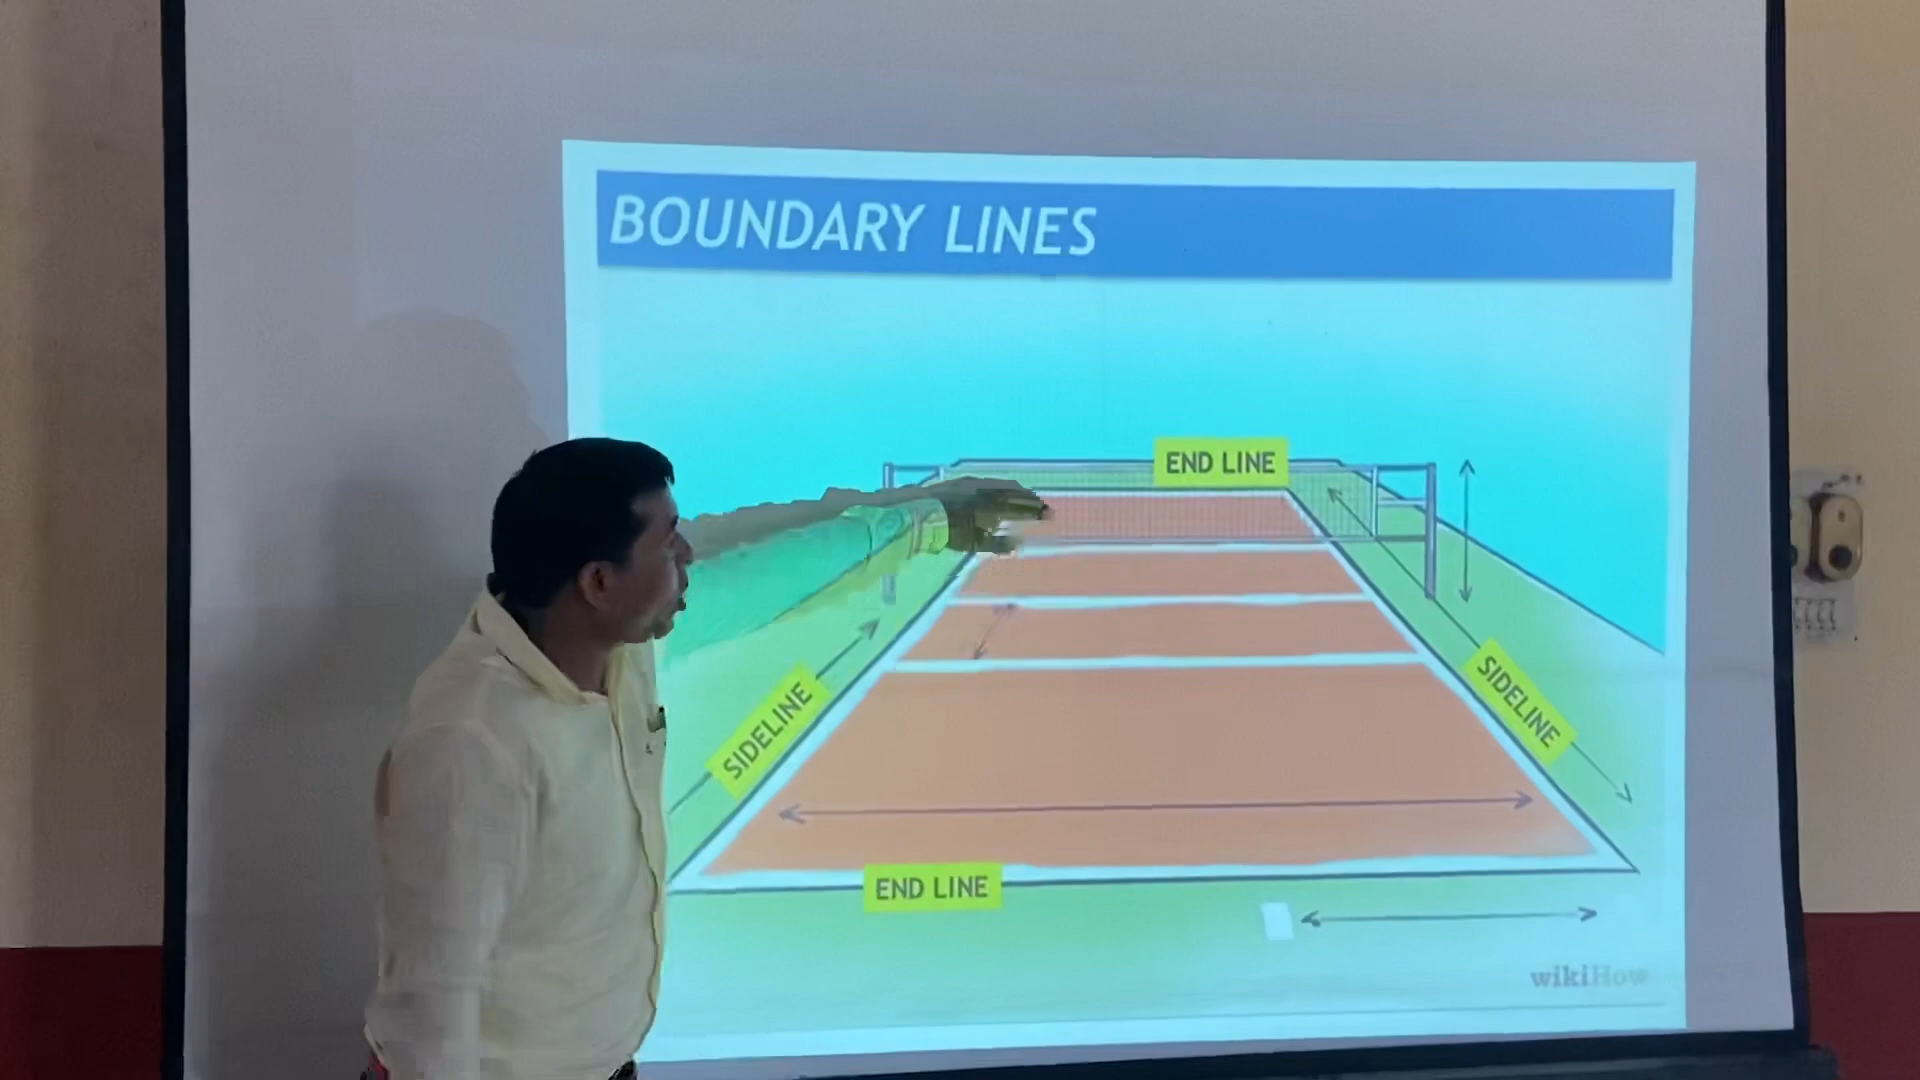 BOUNDARY LINES
END LINE
SIDELINE
SIDELINE
END LINE
wikiHow